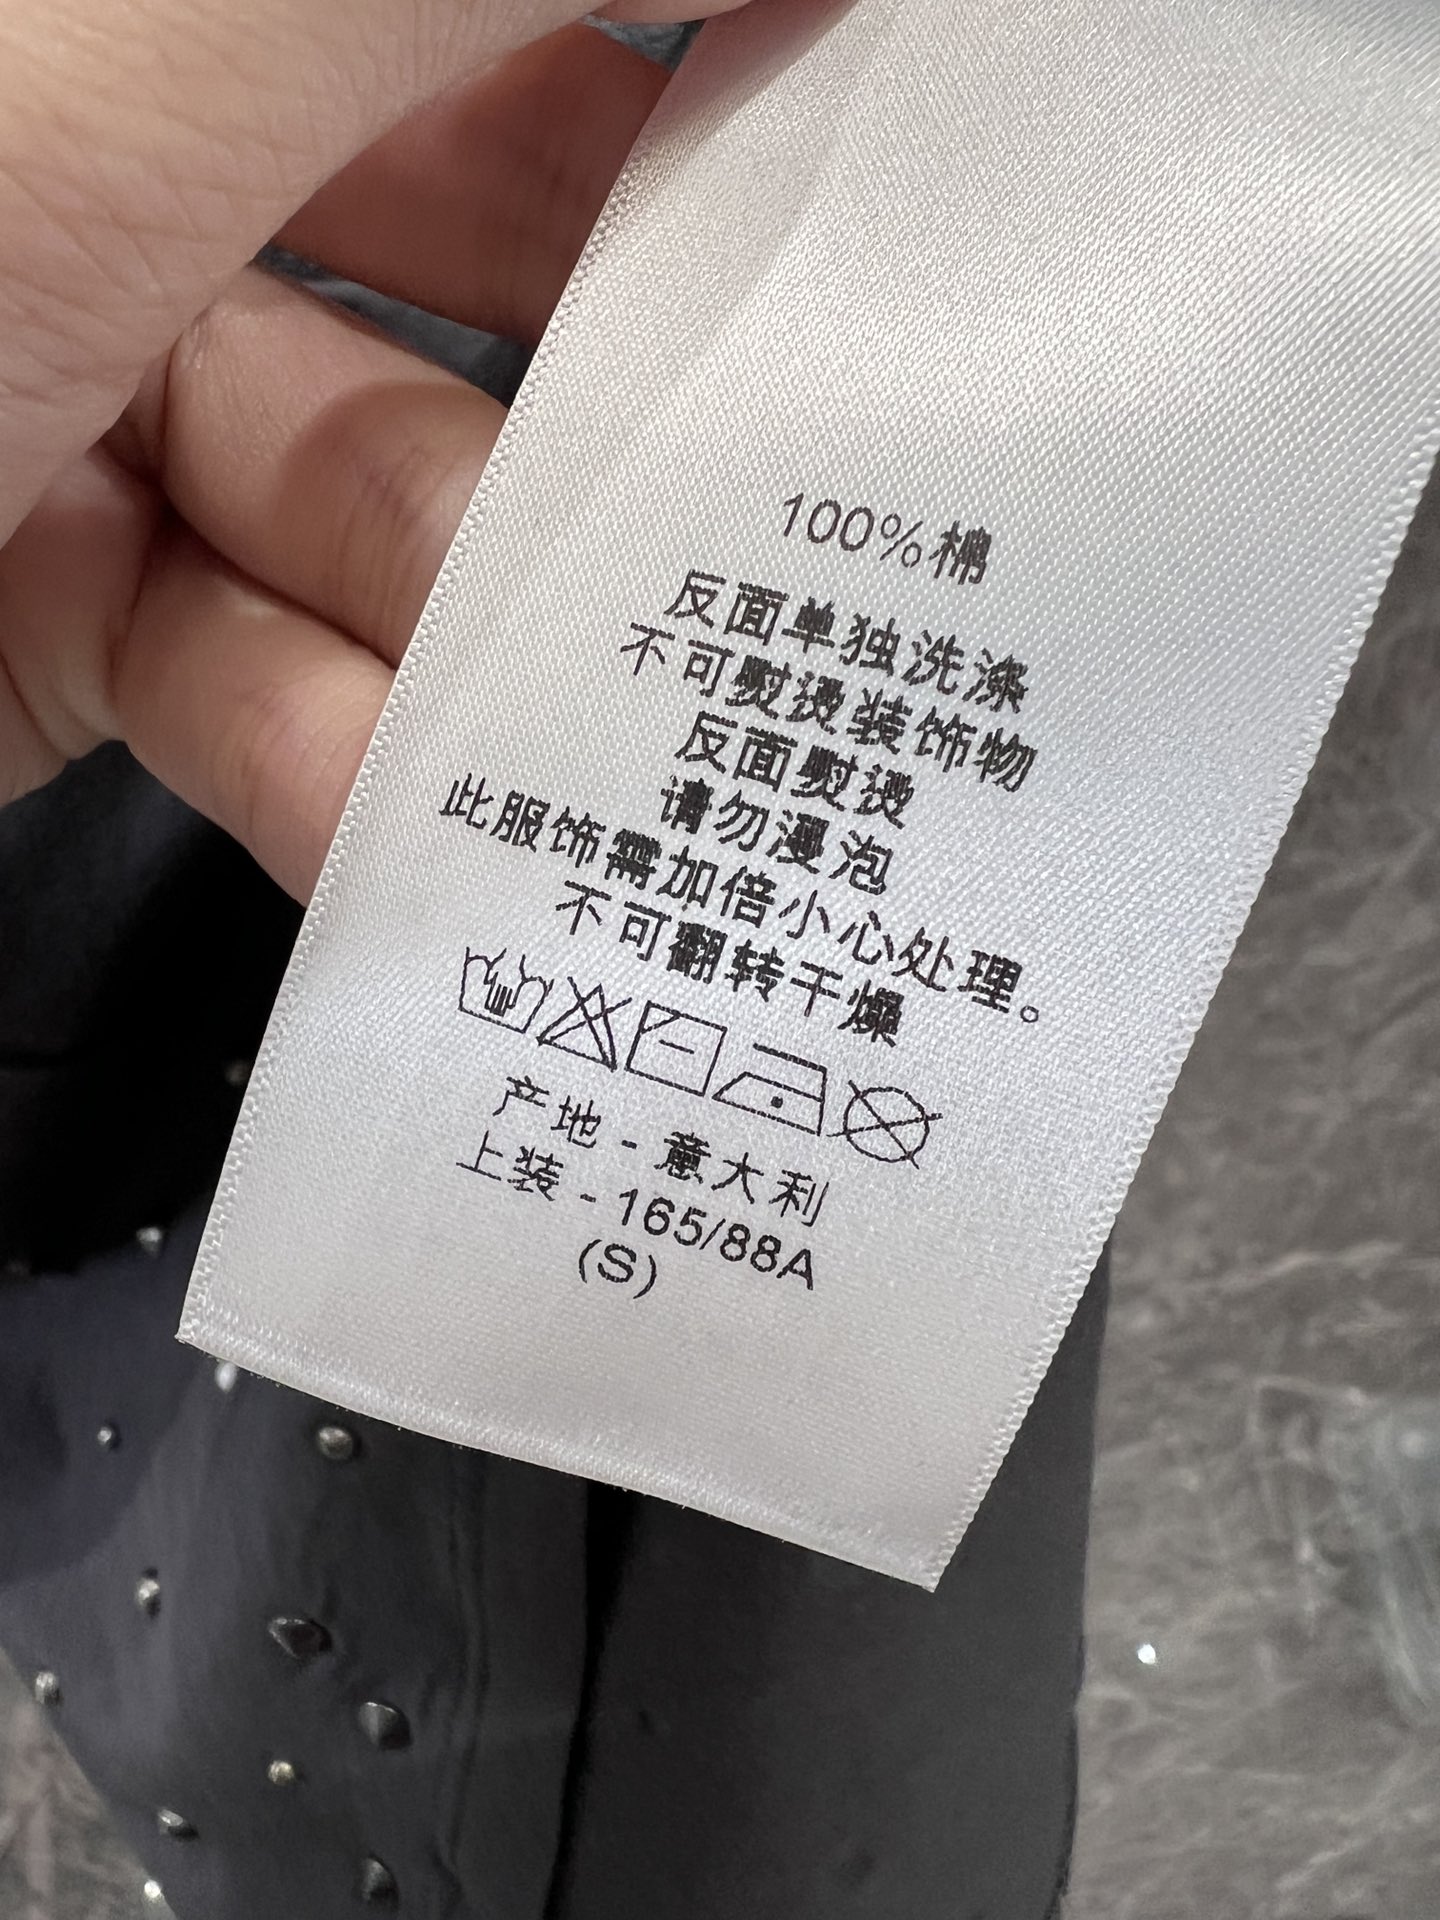 100%棉
反面单独洗涤
不可熨烫装饰物
反面熨烫
请勿漫泡
此服饰需加倍小心处理。
不可翻转干燥
产地 - 意大利
上装 - 165/88A
(S)